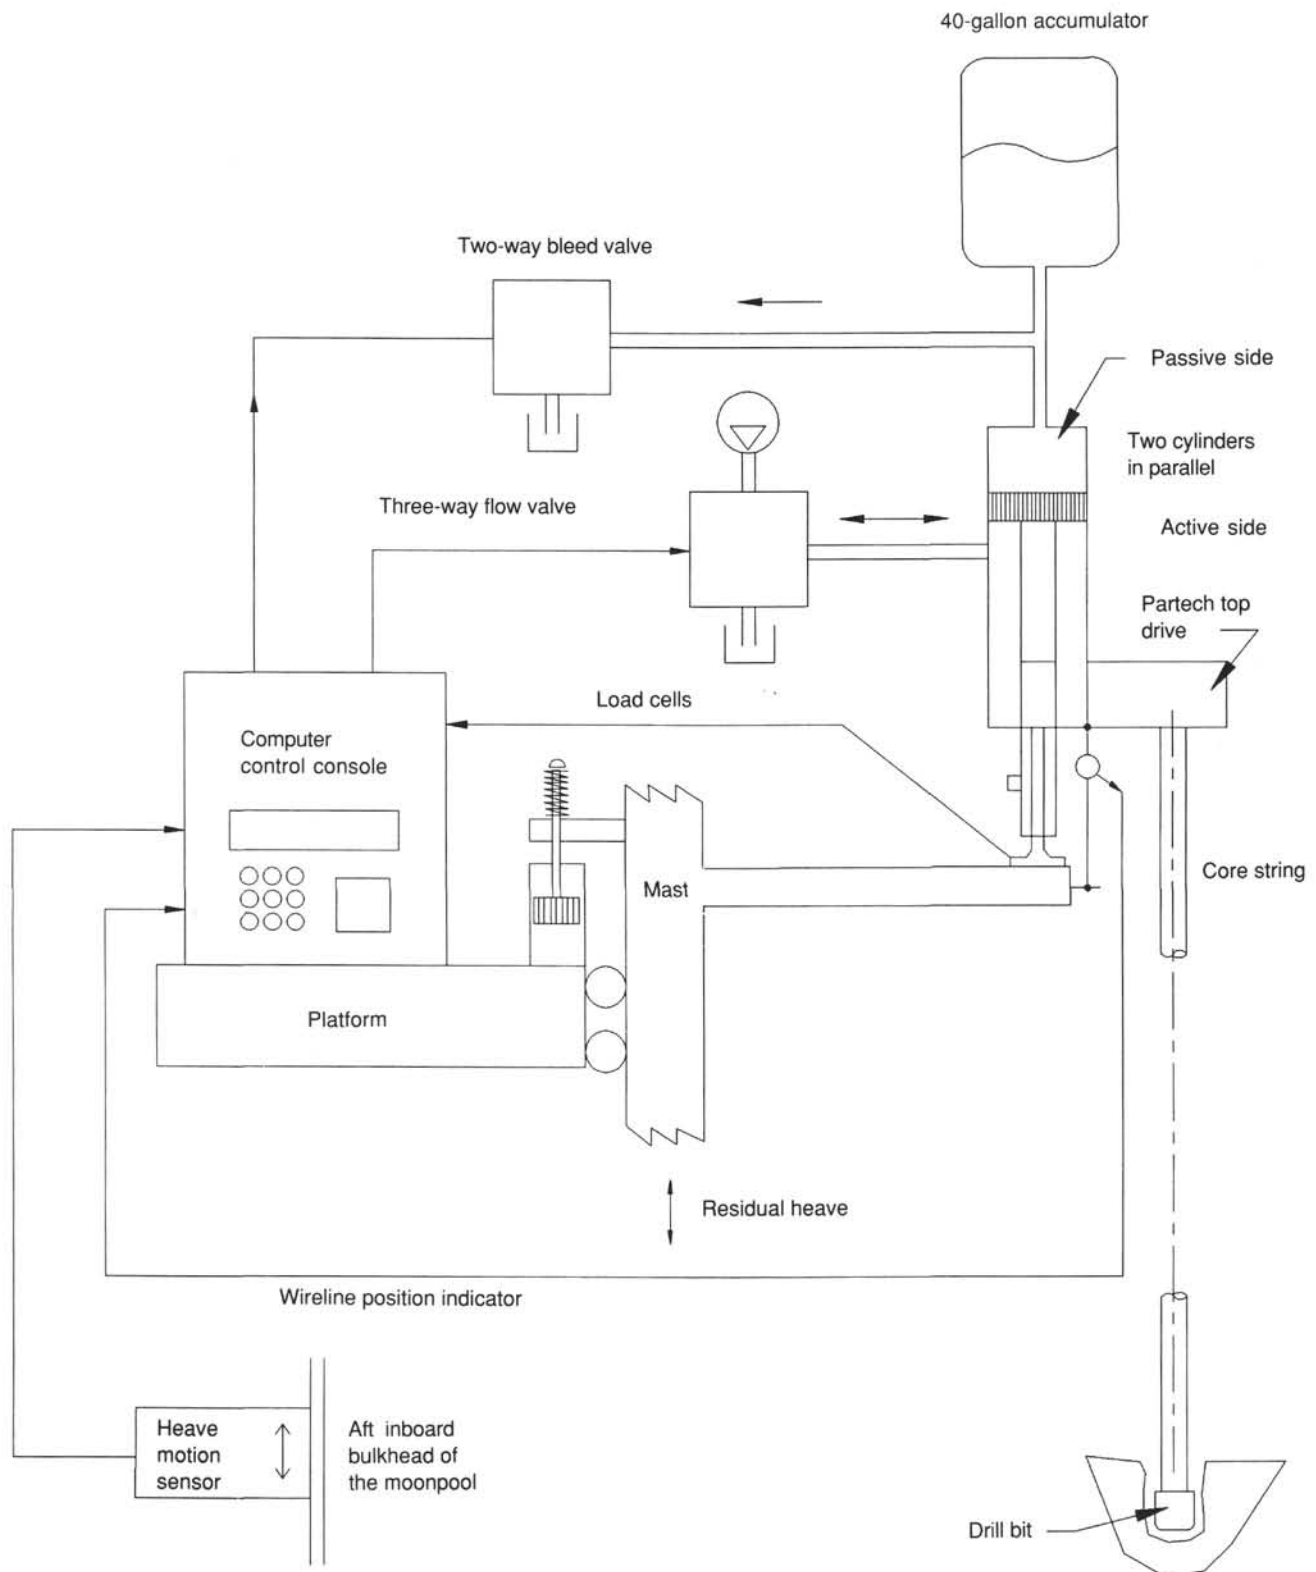 40-gallon accumulator
Two-way bleed valve
Passive side
Two cylinders
in parallel
Three-way flow valve
Active side
Partech top
drive
Load cells
Computer
control console
Mast
Core string
Platform
Residual heave
Wireline position indicator
Heave
motion
sensor
Aft inboard
bulkhead of
the moonpool
Drill bit